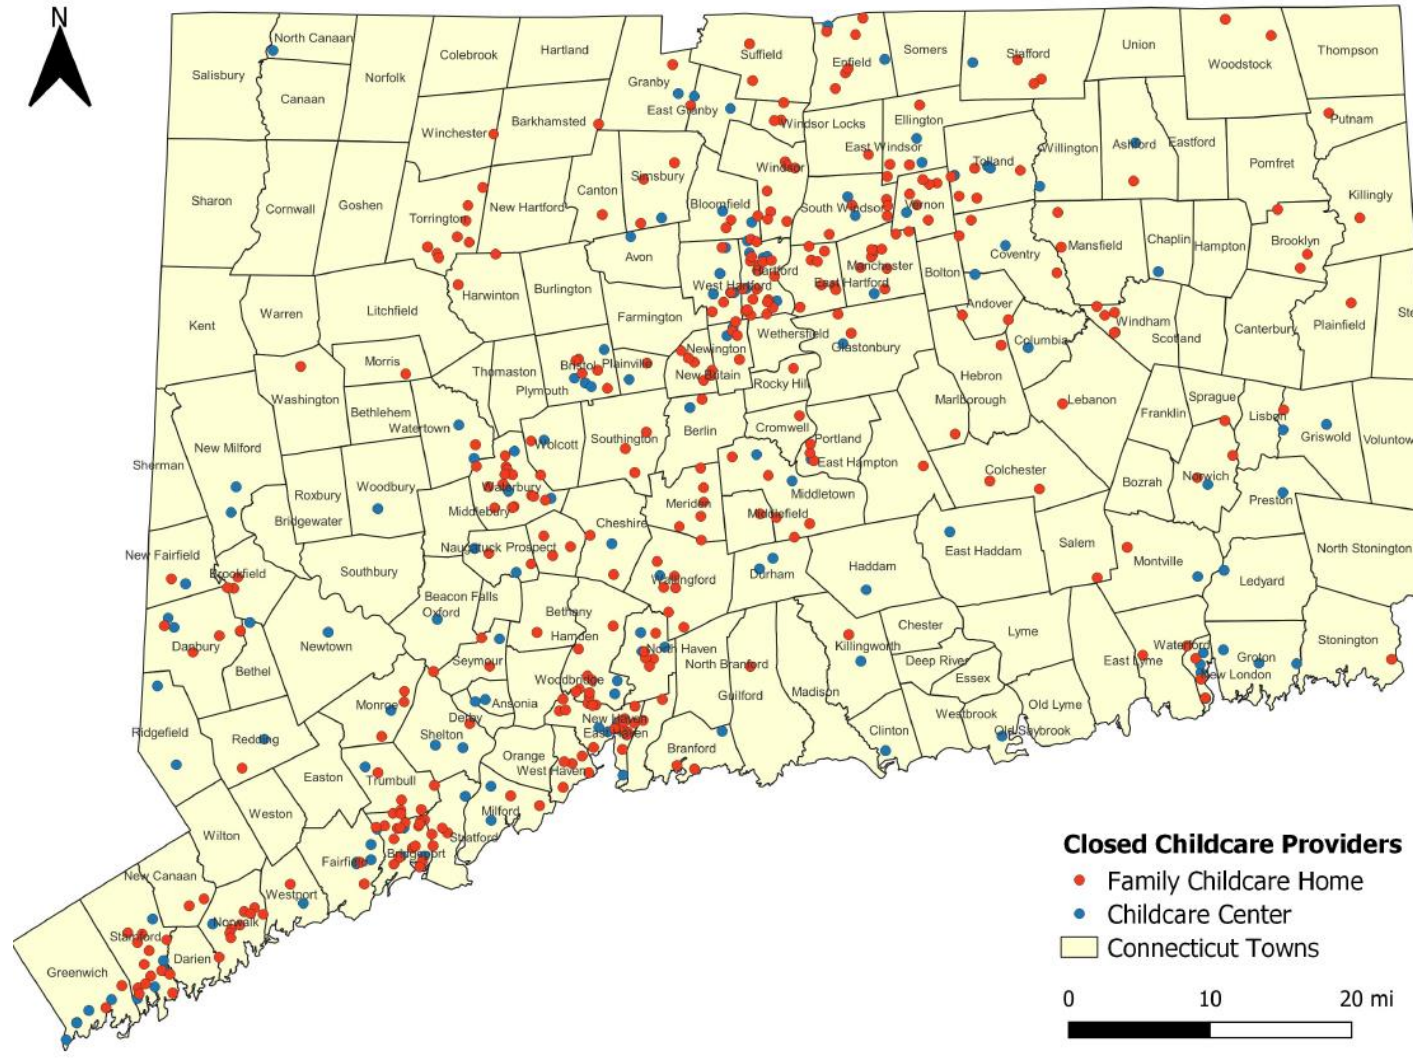 N
North Canaan
Colebrook
Hartland
Suffield
Enfield
Somers
Stafford
Union
Woodstock
Thompson
Salisbury
Norfolk
Granby
Canaan
East Granby
Winchester
Barkhamsted
Windsor Locks
Ellington
Putnam
East Windsor
Willington
Ashford
Eastford
Tolland
Pomfret
Windsor
Simsbury
Canton
Killingly
Sharon
Cornwall
Goshen
Torrington
New Hartford
Bloomfield
South Windsor
Vernon
Mansfield
Chaplin
Hampton
Brooklyn
Avon
Coventry
Hartford
Manchester
Bolton
West Hartford
East Hartford
Burlington
Harwinton
Andover
Litchfield
Warren
Kent
Farmington
Windham
Plainfield
Ste
Canterbury
Scotland
Wethersfield
Glastonbury
Columbia
Newington
Morris
Thomaston
Bristol
Plainville
New Britain
Rocky Hill
Hebron
Plymouth
Washington
Marlborough
Lebanon
Sprague
Franklin
Lisbon
Bethlehem
Watertown
Berlin
Cromwell
Portland
Griswold
Voluntow
New Milford
Wolcott
Southington
Sherman
East Hampton
Colchester
Norwich
Bozrah
Roxbury
Woodbury
Waterbury
Middletown
Preston
Meriden
Middlebury
Middlefield
Bridgewater
Cheshire
Naugatuck
Prospect
East Haddam
Salem
North Stonington
New Fairfield
Montville
Brookfield
Southbury
Wallingford
Durham
Haddam
Ledyard
Beacon Falls
Oxford
Bethany
Hamden
Chester
Lyme
Danbury
Newtown
Killingworth
North Haven
Waterford
Stonington
Seymour
North Branford
Deep River
East Lyme
Groton
Bethel
Woodbridge
Essex
New London
Guilford
Madison
Monroe
Ansonia
Derby
New Haven
Westbrook
Old Lyme
Ridgefield
Redding
Shelton
East Haven
Clinton
Old Saybrook
Orange
Branford
Easton
Trumbull
West Haven
Weston
Milford
Wilton
Stratford
Bridgeport
Fairfield
New Canaan
Westport
Norwalk
Stamford
Darien
Greenwich
Closed Childcare Providers
Family Childcare Home
Childcare Center
Connecticut Towns
0 10 20 mi